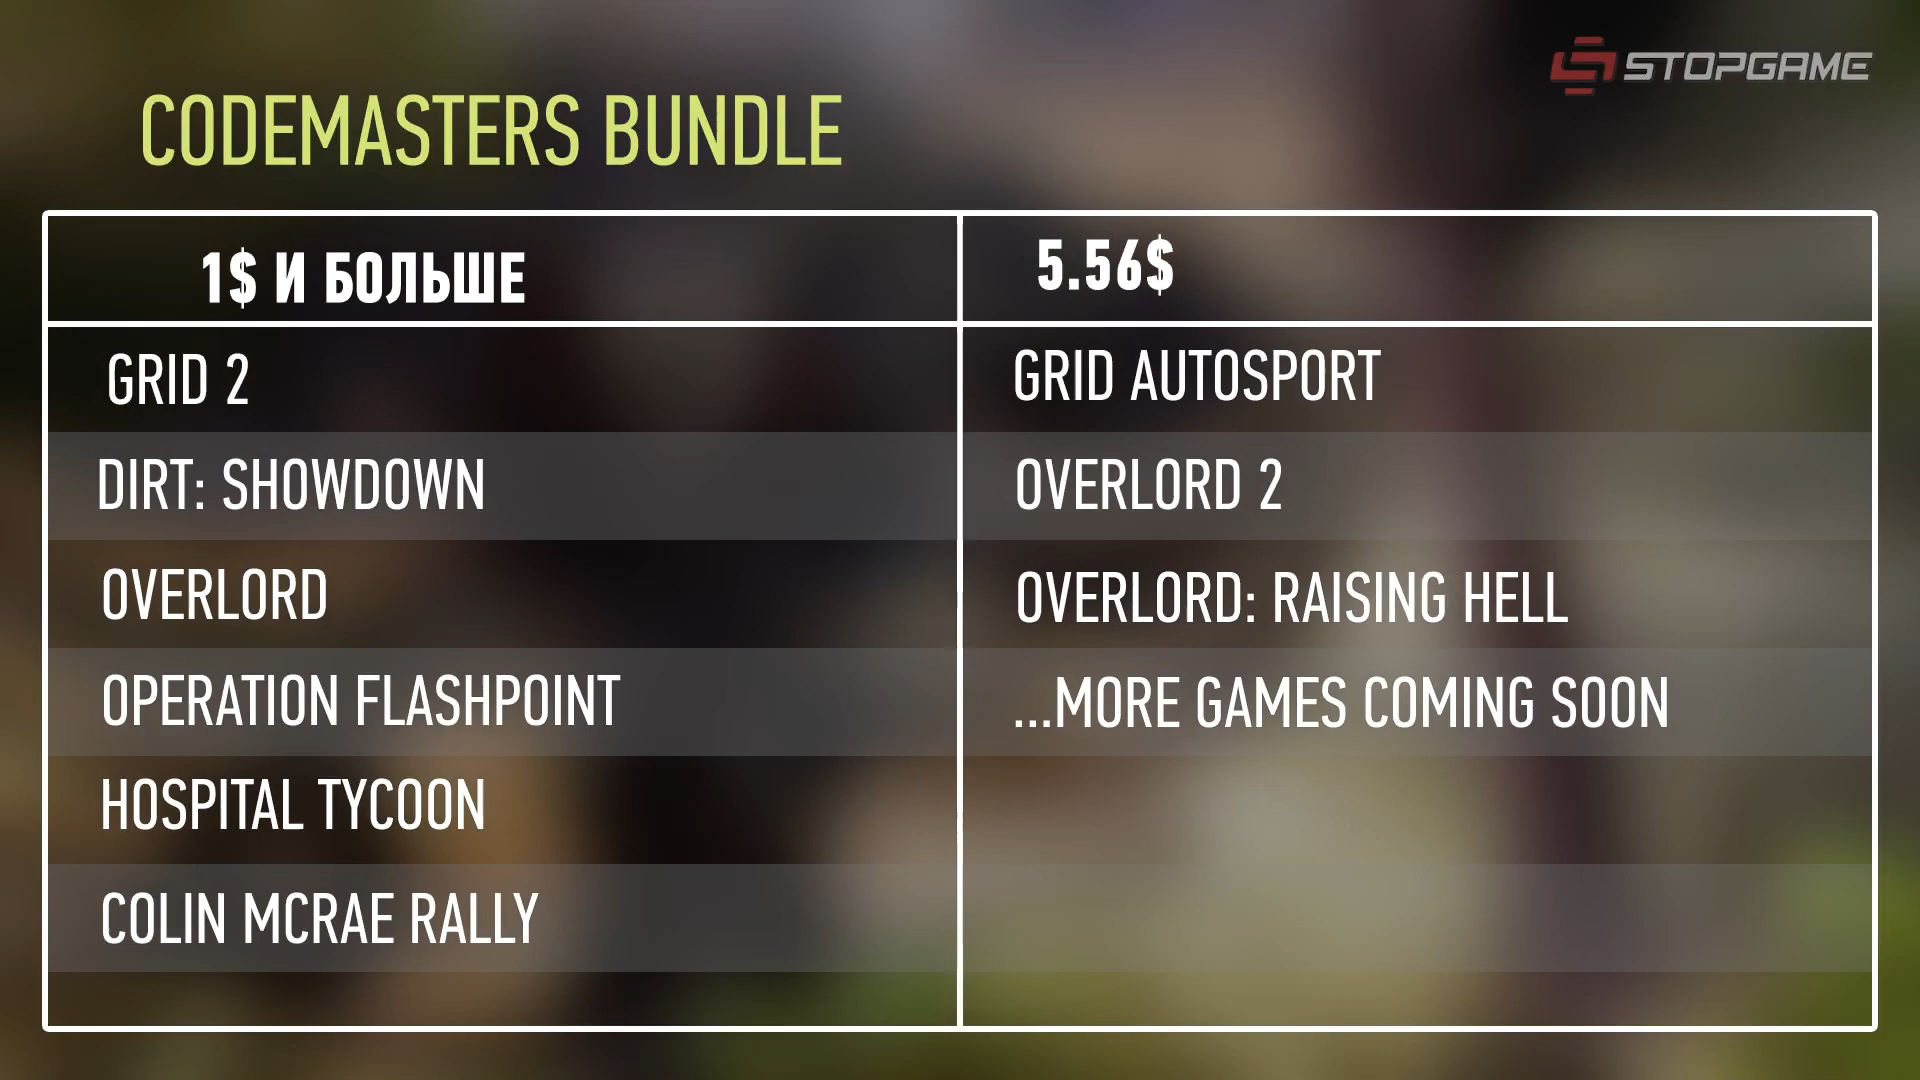 STOPGAME
CODEMASTERS BUNDLE
1$ И БОЛЬШЕ
5.56$
GRID 2
GRID AUTOSPORT
DIRT: SHOWDOWN
OVERLORD 2
OVERLORD
OVERLORD: RAISING HELL
OPERATION FLASHPOINT
...MORE GAMES COMING SOON
HOSPITAL TYCOON
COLIN MCRAE RALLY